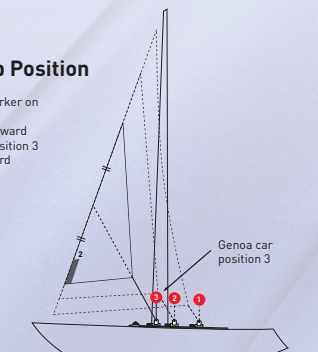 Position
rker on
ward
sition 3
rd
2
Genoa car
position 3
3 2 1